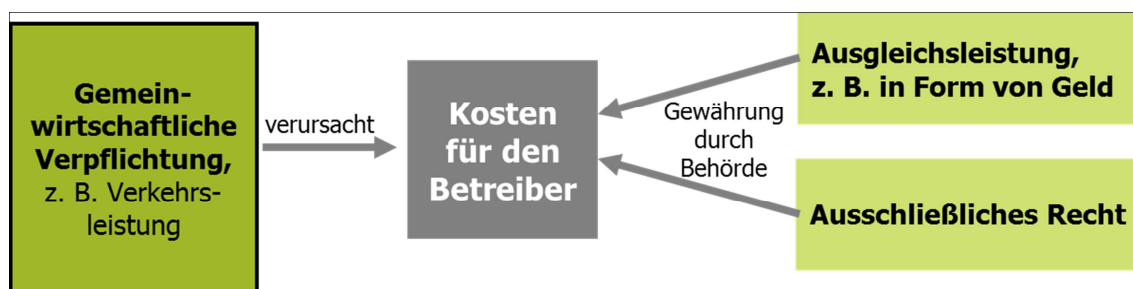 Gemein-
wirtschaftliche
Verpflichtung,
z. B. Verkehrs-
leistung
verursacht
Kosten
für den
Betreiber
Gewährung
durch
Behörde
Ausgleichsleistung,
z. B. in Form von Geld
Ausschließliches Recht